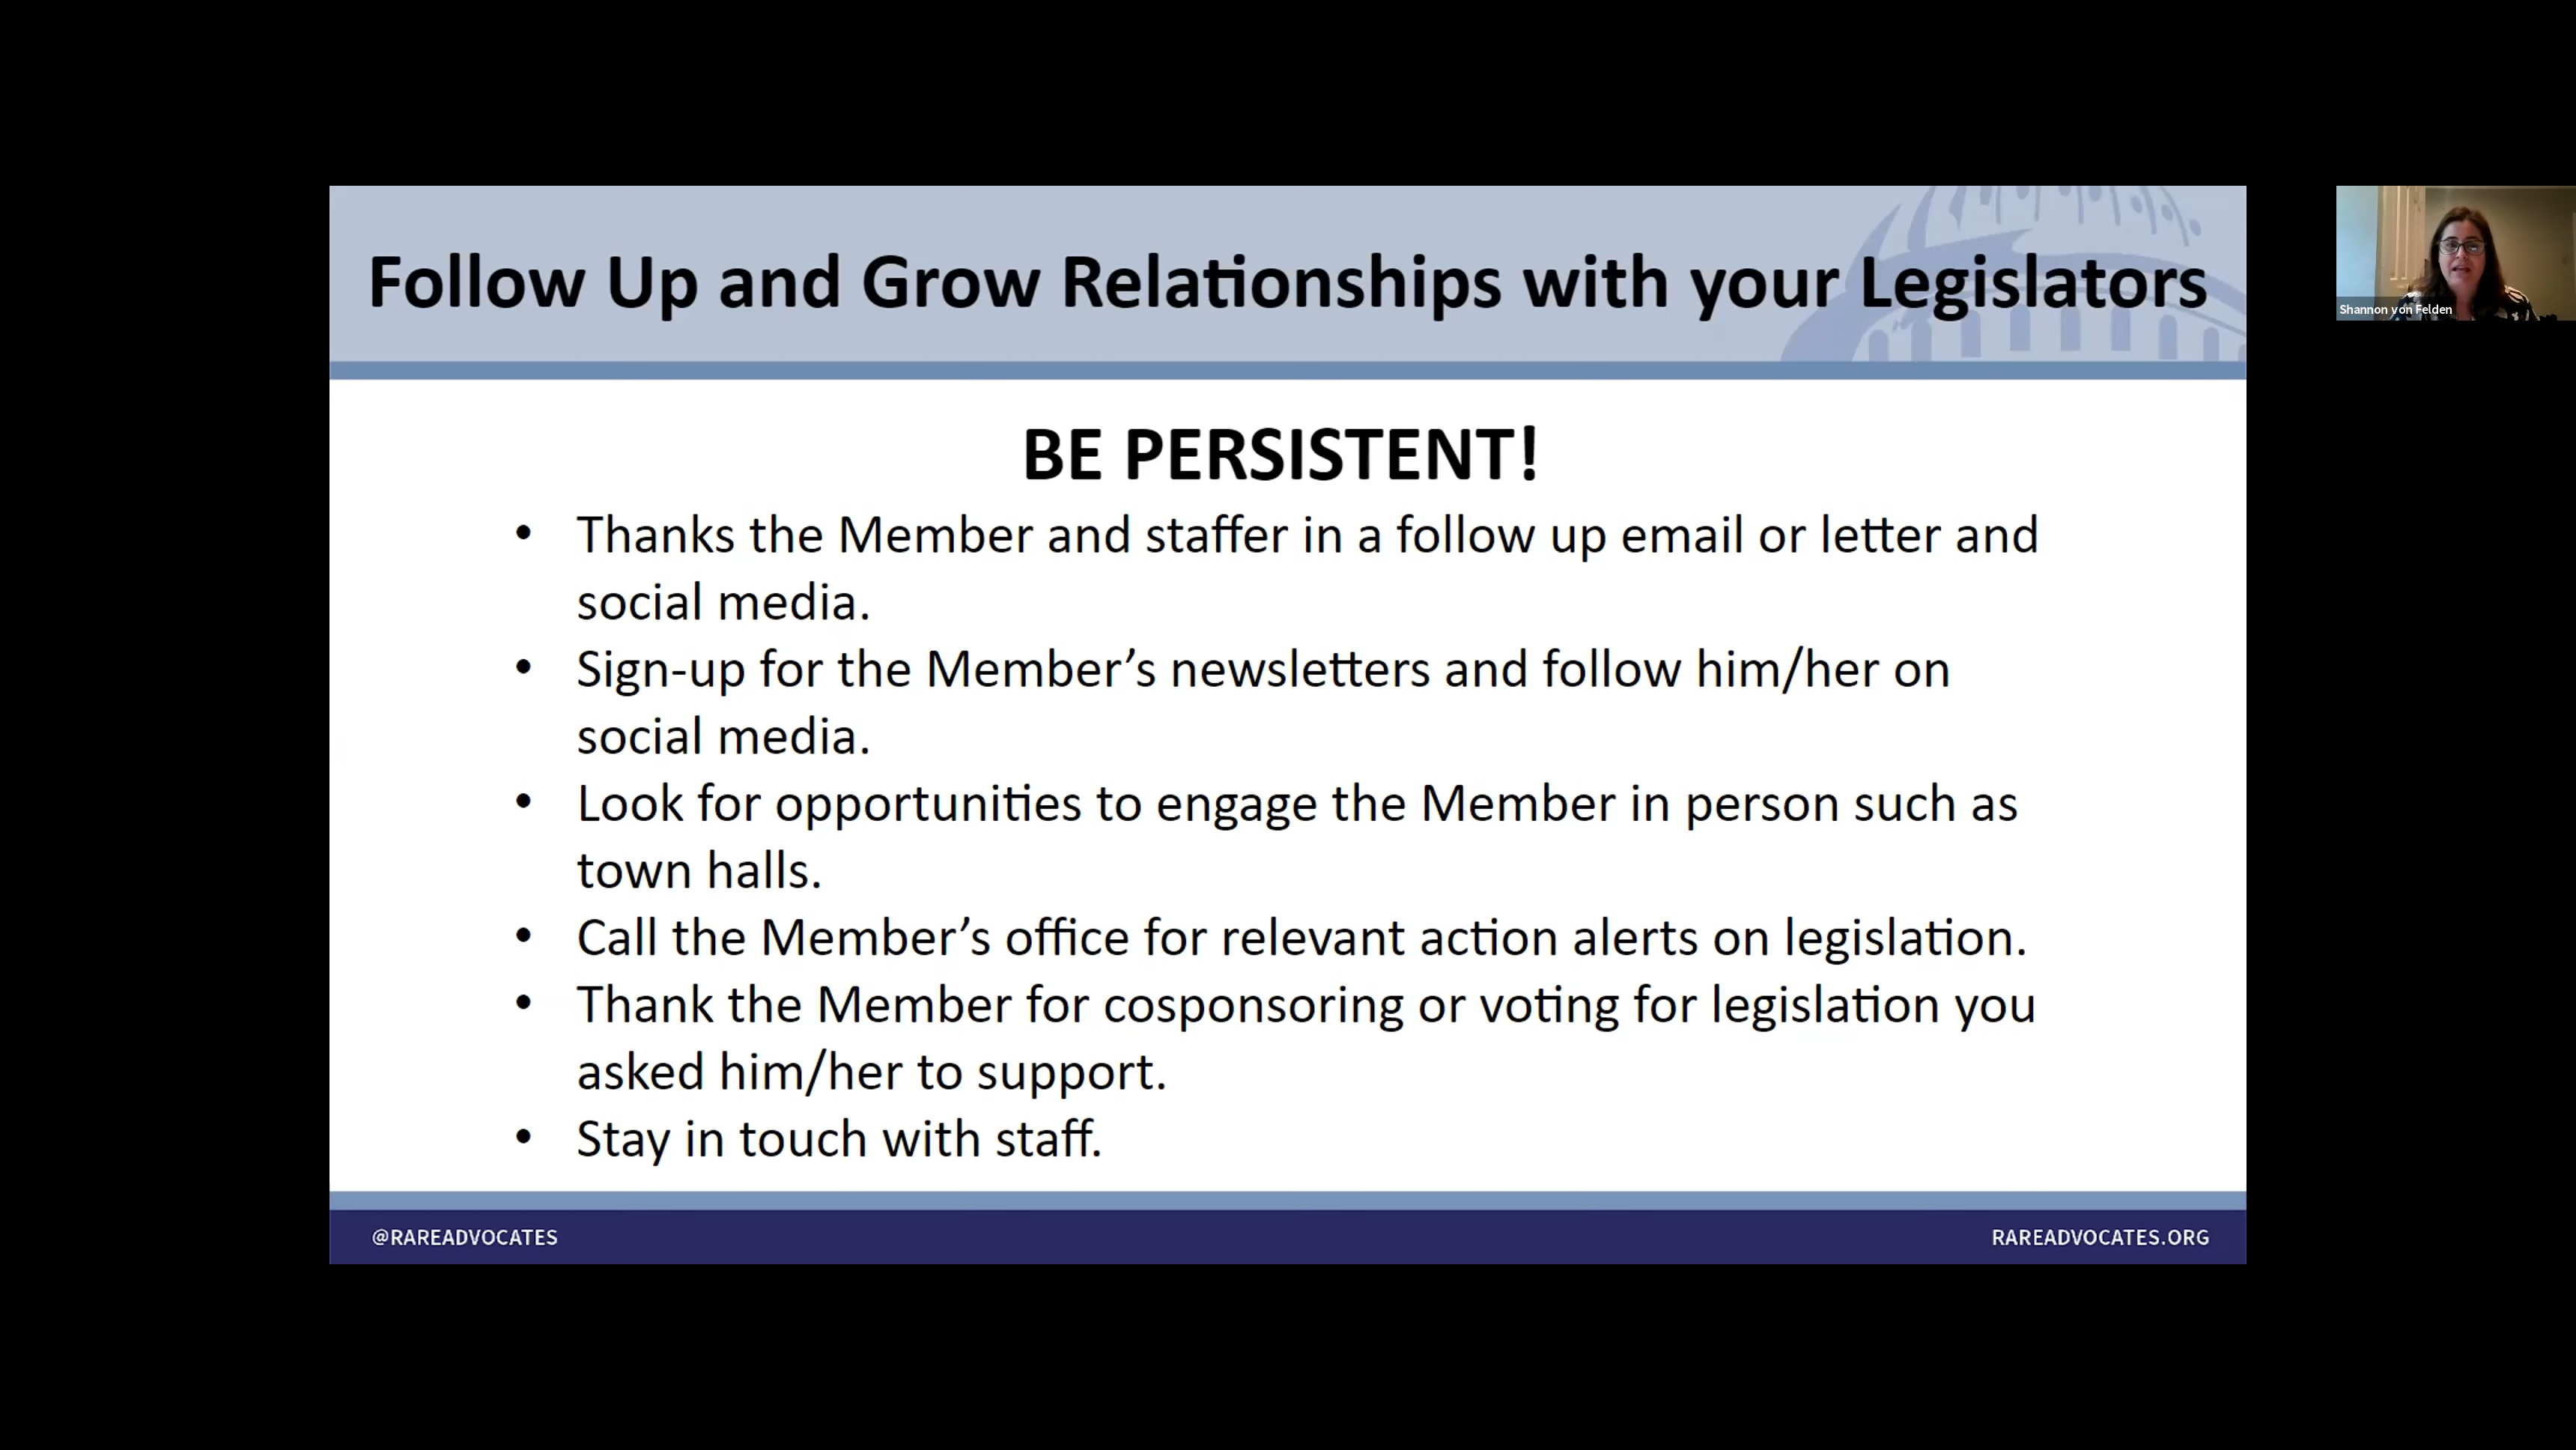 Follow Up and Grow Relationships with your Legislators
Shannon von Felden
BE PERSISTENT!
• Thanks the Member and staffer in a follow up email or letter and
social media.
• Sign-up for the Member’s newsletters and follow him/her on
social media.
• Look for opportunities to engage the Member in person such as
town halls.
• Call the Member’s office for relevant action alerts on legislation.
• Thank the Member for cosponsoring or voting for legislation you
asked him/her to support.
• Stay in touch with staff.
@RAREADVOCATES
RAREADVOCATES.ORG